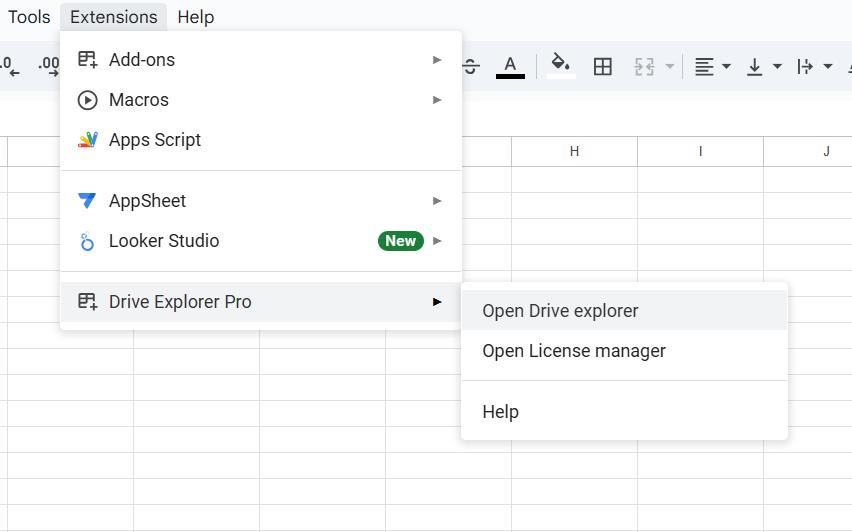 Tools Extensions Help
.0 .00 A
Add-ons
Macros
Apps Script
AppSheet
Looker Studio New
Drive Explorer Pro
Open Drive explorer
Open License manager
Help
H I J